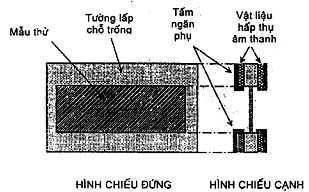 Mẫu thử
Tường lấp
chỗ trống
Tấm
ngăn
phụ
Vật liệu
hấp thụ
âm thanh
HÌNH CHIẾU ĐỨNG
HÌNH CHIẾU CẠNH